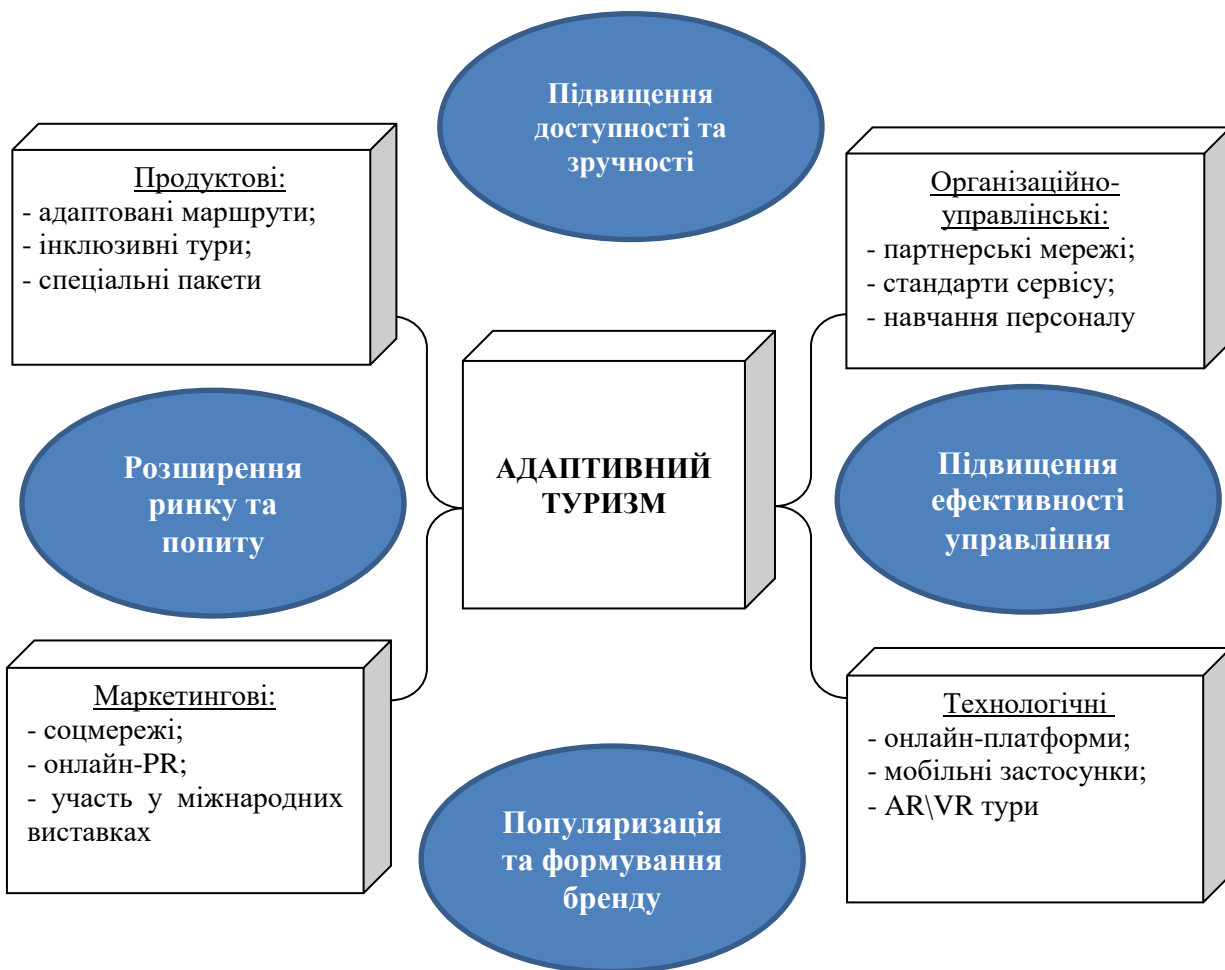 Підвищення
доступності та
зручності
Продуктові:
- адаптовані маршрути;
- інклюзивні тури;
- спеціальні пакети
Організаційно-
управлінські:
- партнерські мережі;
- стандарти сервісу;
- навчання персоналу
Розширення
ринку та
попиту
АДАПТИВНИЙ
ТУРИЗМ
Підвищення
ефективності
управління
Маркетингові:
- соцмережі;
- онлайн-PR;
- участь у міжнародних
виставках
Популяризація
та формування
бренду
Технологічні
- онлайн-платформи;
- мобільні застосунки;
- AR\VR тури